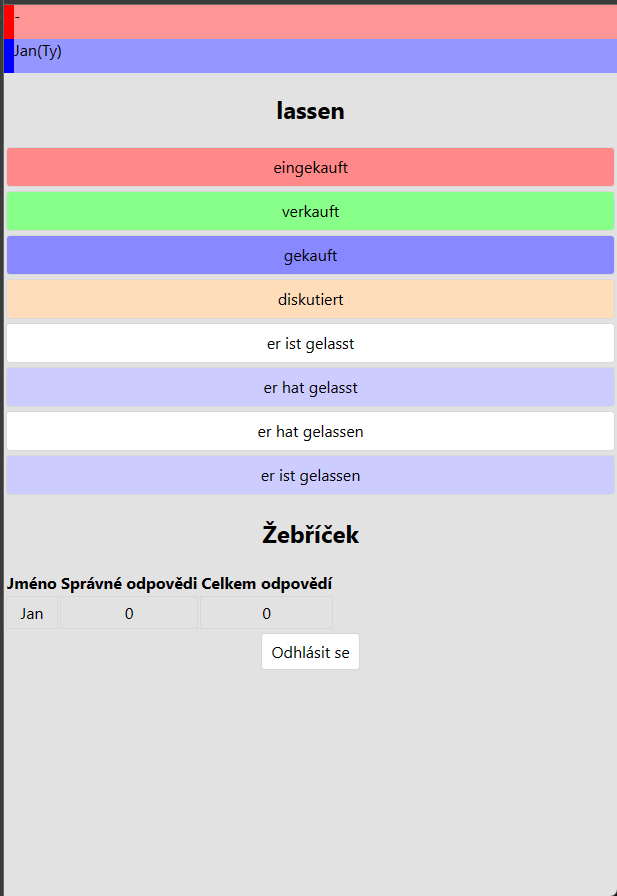 -
Jan(Ty)
lassen
eingekauft
verkauft
gekauft
diskutiert
er ist gelasst
er hat gelasst
er hat gelassen
er ist gelassen
Žebříček
Jméno Správné odpovědi Celkem odpovědí
Jan 0 0
Odhlásit se